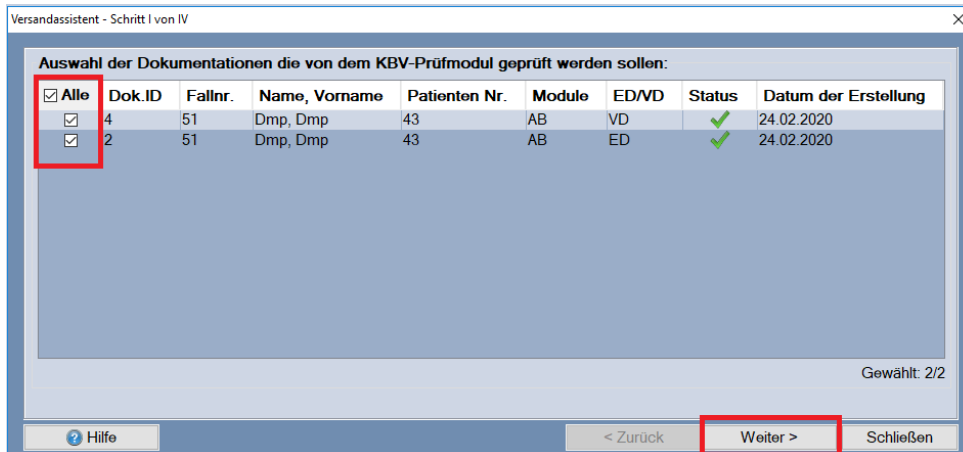 Versandassistent - Schritt I von IV
Auswahl der Dokumentationen die von dem KBV-Prüfmodul geprüft werden sollen:
Alle Dok.ID Fallnr. Name, Vorname Patienten Nr. Module ED/VD Status Datum der Erstellung
4 51 Dmp, Dmp 43 AB VD 24.02.2020
2 51 Dmp, Dmp 43 AB ED 24.02.2020
Gewählt: 2/2
Hilfe < Zurück Weiter > Schließen